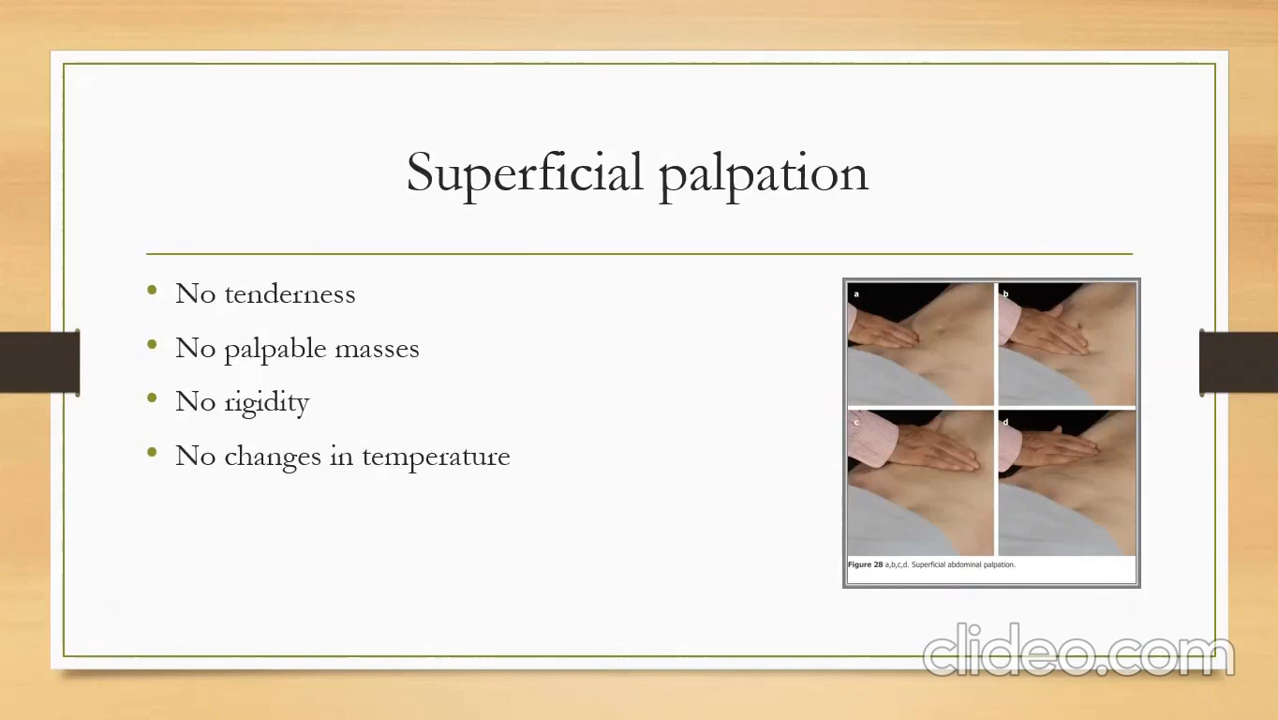 Superficial palpation
• No tenderness
• No palpable masses
• No rigidity
• No changes in temperature
a
b
c
d
Figure 28 a,b,c,d. Superficial abdominal palpation.
clideo.com